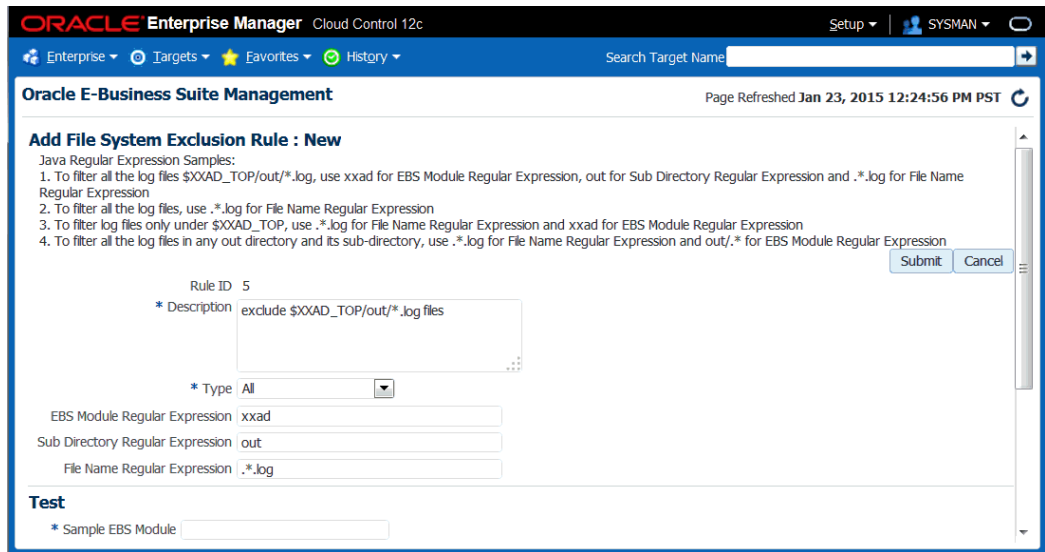 ORACLE Enterprise Manager Cloud Control 12c
Setup SYSMAN
Enterprise Targets Favorites History Search Target Name
Oracle E-Business Suite Management
Page Refreshed Jan 23, 2015 12:24:56 PM PST
Add File System Exclusion Rule : New
Java Regular Expression Samples:
1. To filter all the log files $XXAD_TOP/out/*.log, use xxad for EBS Module Regular Expression, out for Sub Directory Regular Expression and .*.log for File Name
Regular Expression
2. To filter all the log files, use .*.log for File Name Regular Expression
3. To filter log files only under $XXAD_TOP, use .*.log for File Name Regular Expression and xxad for EBS Module Regular Expression
4. To filter all the log files in any out directory and its sub-directory, use .*.log for File Name Regular Expression and out/.* for EBS Module Regular Expression
Submit Cancel
Rule ID 5
* Description exclude $XXAD_TOP/out/*.log files
* Type All
EBS Module Regular Expression xxad
Sub Directory Regular Expression out
File Name Regular Expression .*.log
Test
* Sample EBS Module